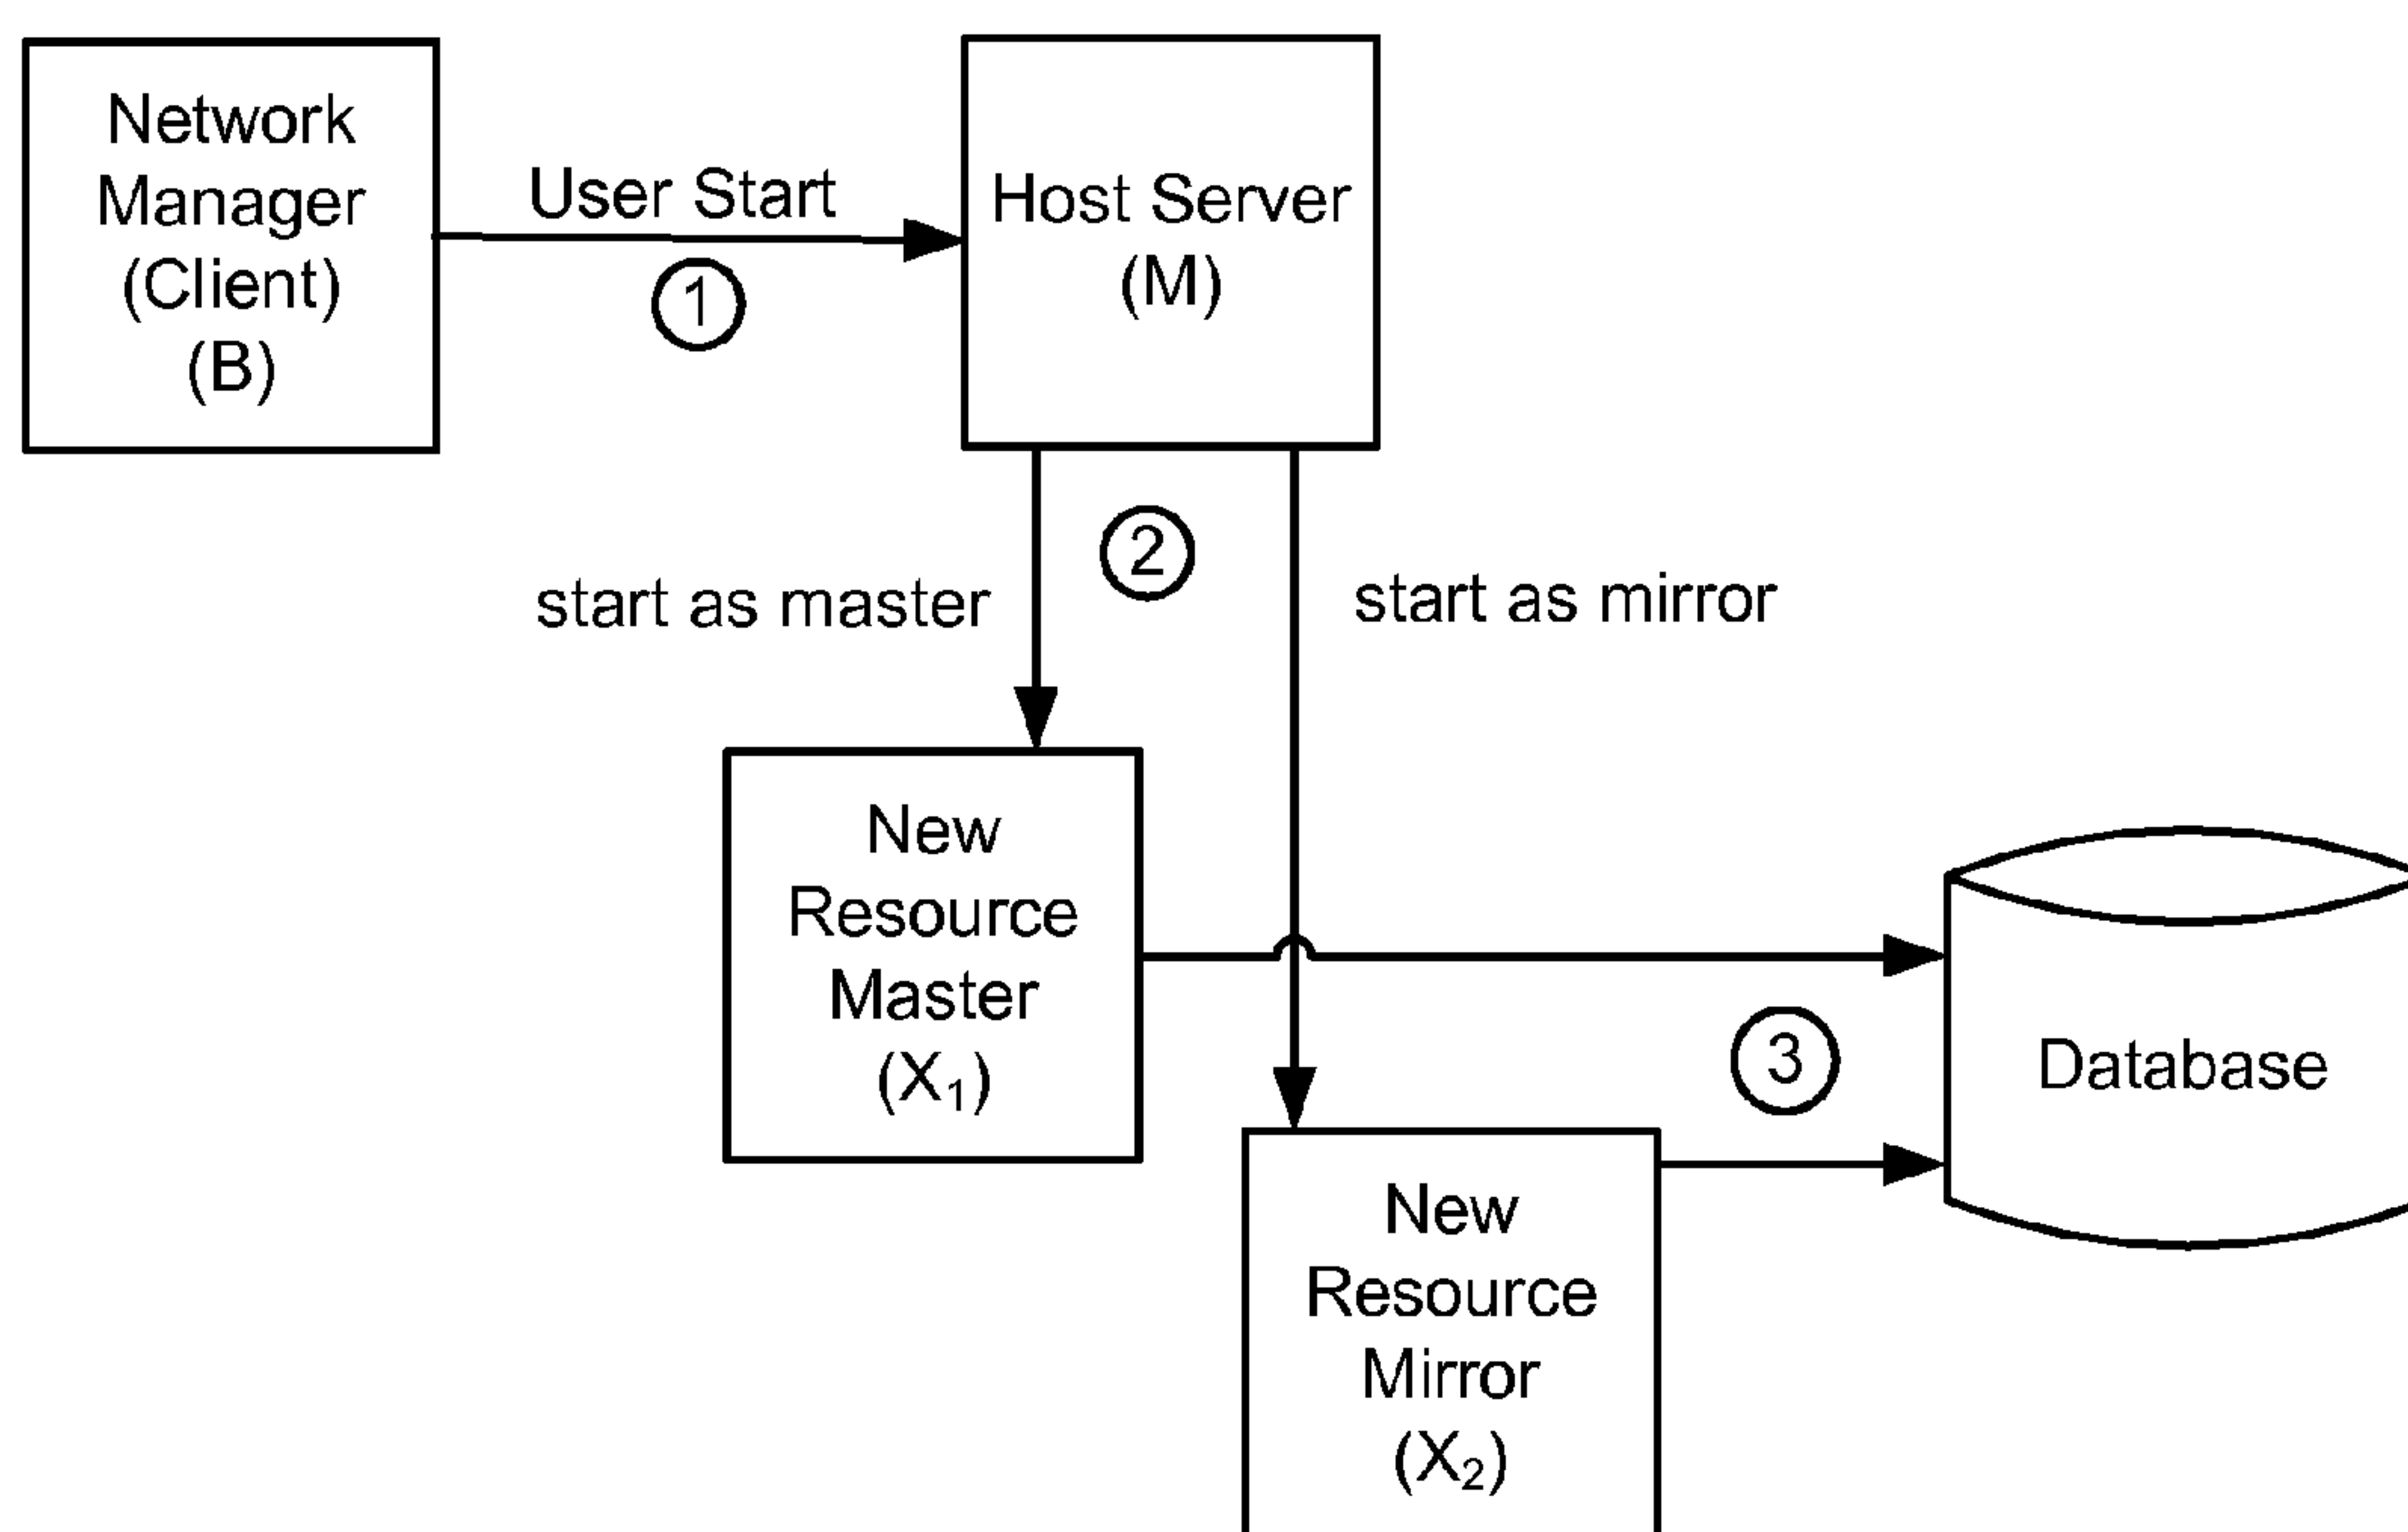 Network
Manager
(Client)
(B)
User Start
1
Host Server
(M)
2
start as master
start as mirror
New
Resource
Master
(X₁)
3
Database
New
Resource
Mirror
(X₂)